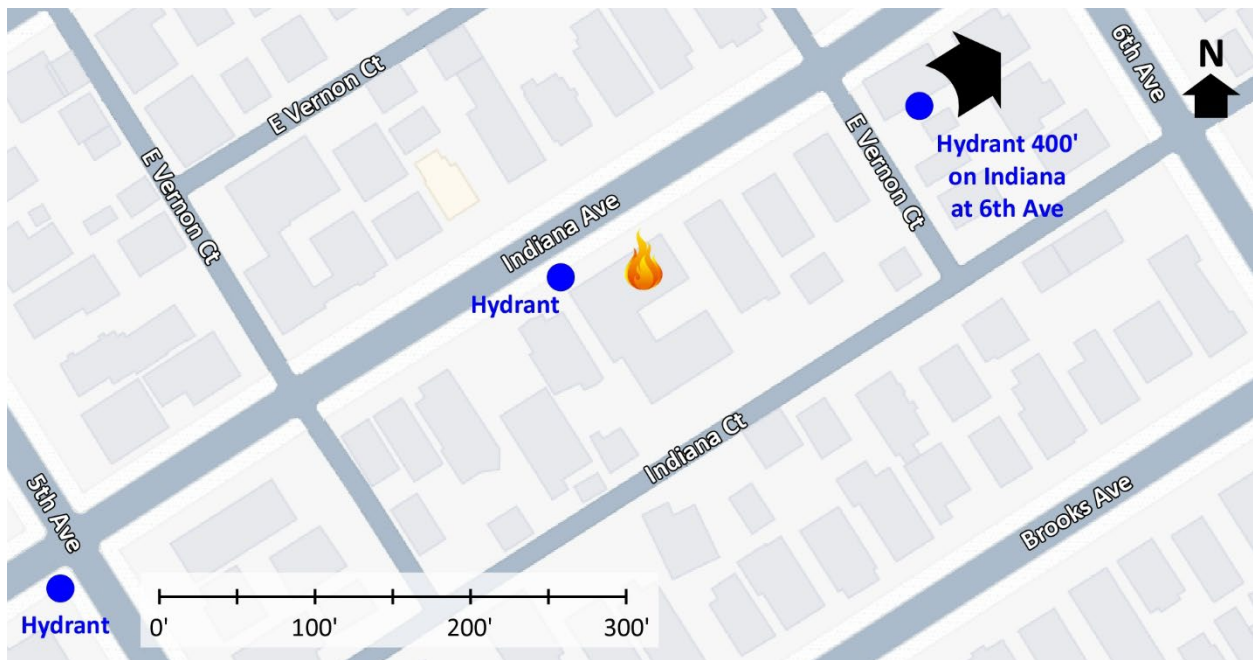 E Vernon Ct
6th Ave
N
E Vernon Ct
E Vernon Ct
Hydrant 400'
on Indiana
at 6th Ave
Indiana Ave
Hydrant
Indiana Ct
5th Ave
Brooks Ave
Hydrant
0'
100'
200'
300'